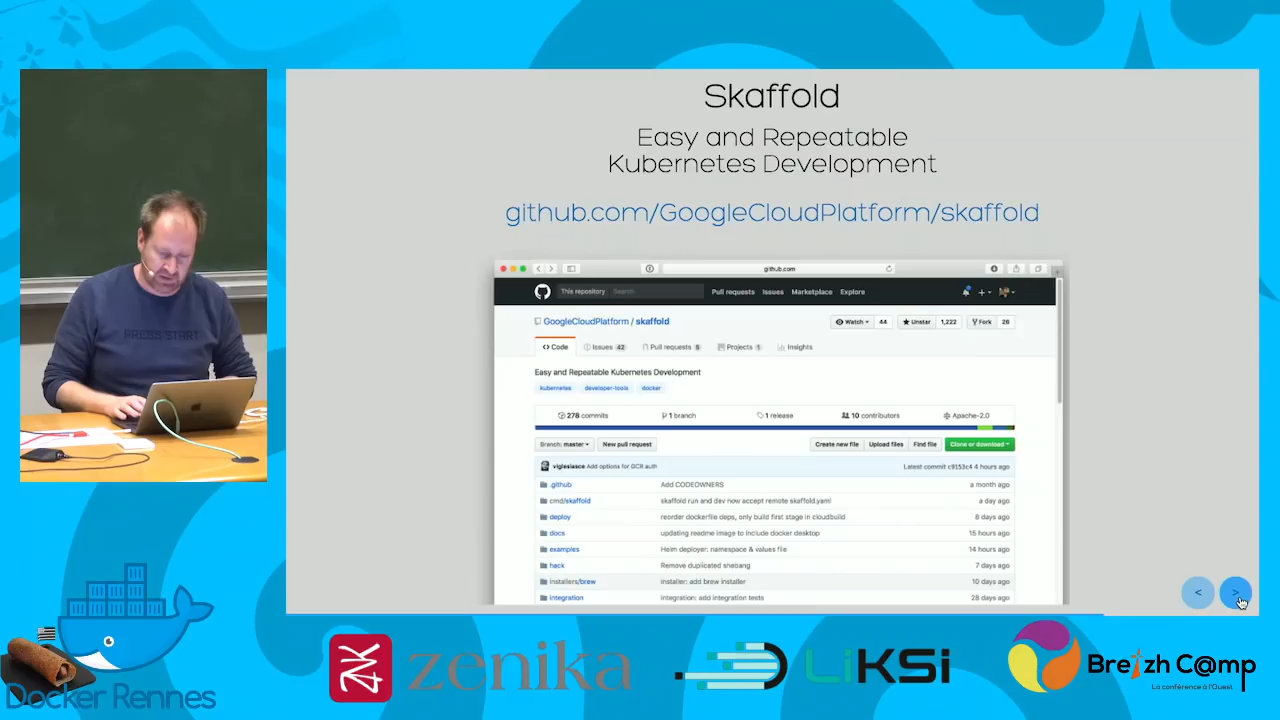 Skaffold
Easy and Repeatable
Kubernetes Development
github.com/GoogleCloudPlatform/skaffold
github.com
This repository Search Pull requests Issues Marketplace Explore
GoogleCloudPlatform / skaffold Watch 44 Unstar 1,222 Fork 26
<> Code Issues 42 Pull requests 5 Projects 1 Insights
Easy and Repeatable Kubernetes Development
kubernetes developer-tools docker
278 commits 1 branch 1 release 10 contributors Apache-2.0
Branch: master New pull request Create new file Upload files Find file Clone or download
viglesiasce Add options for GCR auth Latest commit c9153c4 4 hours ago
.github Add CODEOWNERS a month ago
cmd/skaffold skaffold run and dev now accept remote skaffold.yaml a day ago
deploy reorder dockerfile deps, only build first stage in cloudbuild 8 days ago
docs updating readme image to include docker desktop 15 hours ago
examples Helm deployer: namespace & values file 14 hours ago
hack Remove duplicated shebang 7 days ago
installers/brew installer: add brew installer 10 days ago
integration integration: add integration tests 28 days ago
< >
PRESS START
Docker Rennes
zenika
LiKSi
Breizh C@mp
La conférence à l'Ouest